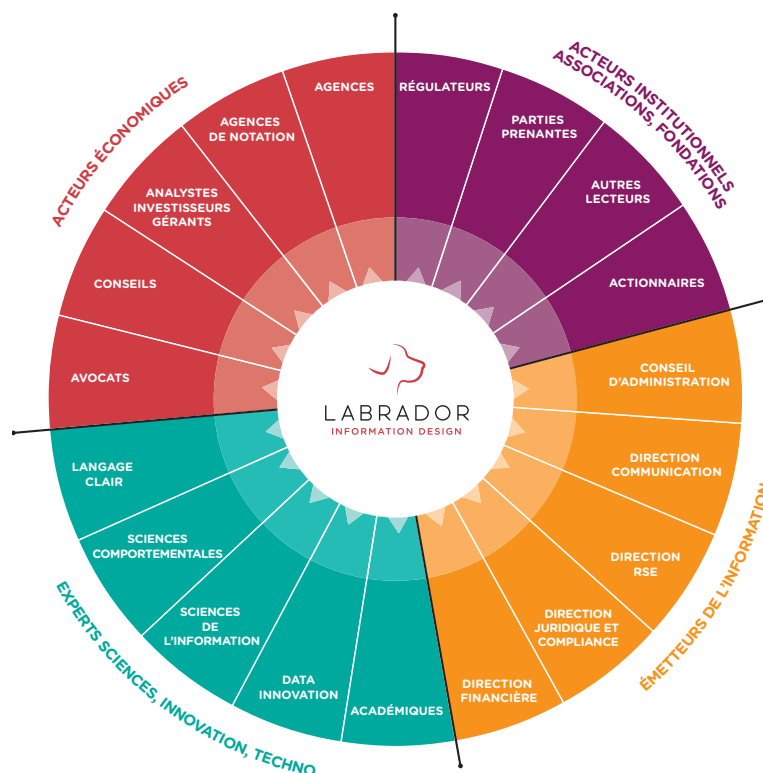 ACTEURS INSTITUTIONNELS
ASSOCIATIONS, FONDATIONS
RÉGULATEURS
PARTIES
PRENANTES
AUTRES
LECTEURS
ACTIONNAIRES
ÉMETTEURS DE L'INFORMATION
CONSEIL
D'ADMINISTRATION
DIRECTION
COMMUNICATION
DIRECTION
RSE
DIRECTION
JURIDIQUE ET
COMPLIANCE
DIRECTION
FINANCIÈRE
EXPERTS SCIENCES, INNOVATION, TECHNO
ACADÉMIQUES
DATA
INNOVATION
SCIENCES
DE
L'INFORMATION
SCIENCES
COMPORTEMENTALES
LANGAGE
CLAIR
ACTEURS ÉCONOMIQUES
AVOCATS
CONSEILS
ANALYSTES
INVESTISSEURS
GÉRANTS
AGENCES
DE NOTATION
AGENCES
LABRADOR
INFORMATION DESIGN